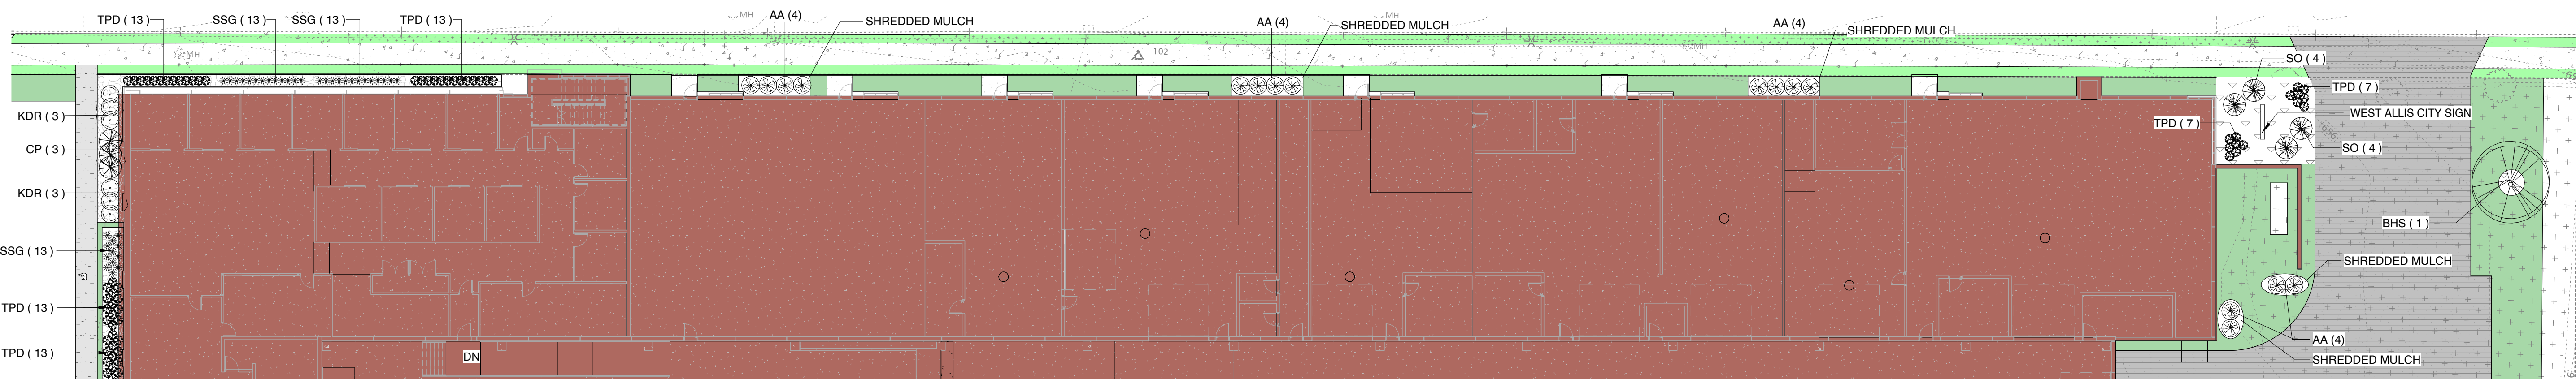 TPD ( 13 )
SSG ( 13 )
SSG ( 13 )
TPD ( 13 )
MH
AA (4)
SHREDDED MULCH
AA (4)
MH
SHREDDED MULCH
AA (4)
SHREDDED MULCH
MH
102
MH
SO ( 4 )
TPD ( 7 )
KDR ( 3 )
WEST ALLIS CITY SIGN
TPD ( 7 )
CP ( 3 )
SO ( 4 )
KDR ( 3 )
BHS ( 1 )
SSG ( 13 )
SHREDDED MULCH
TPD ( 13 )
AA (4)
TPD ( 13 )
DN
SHREDDED MULCH